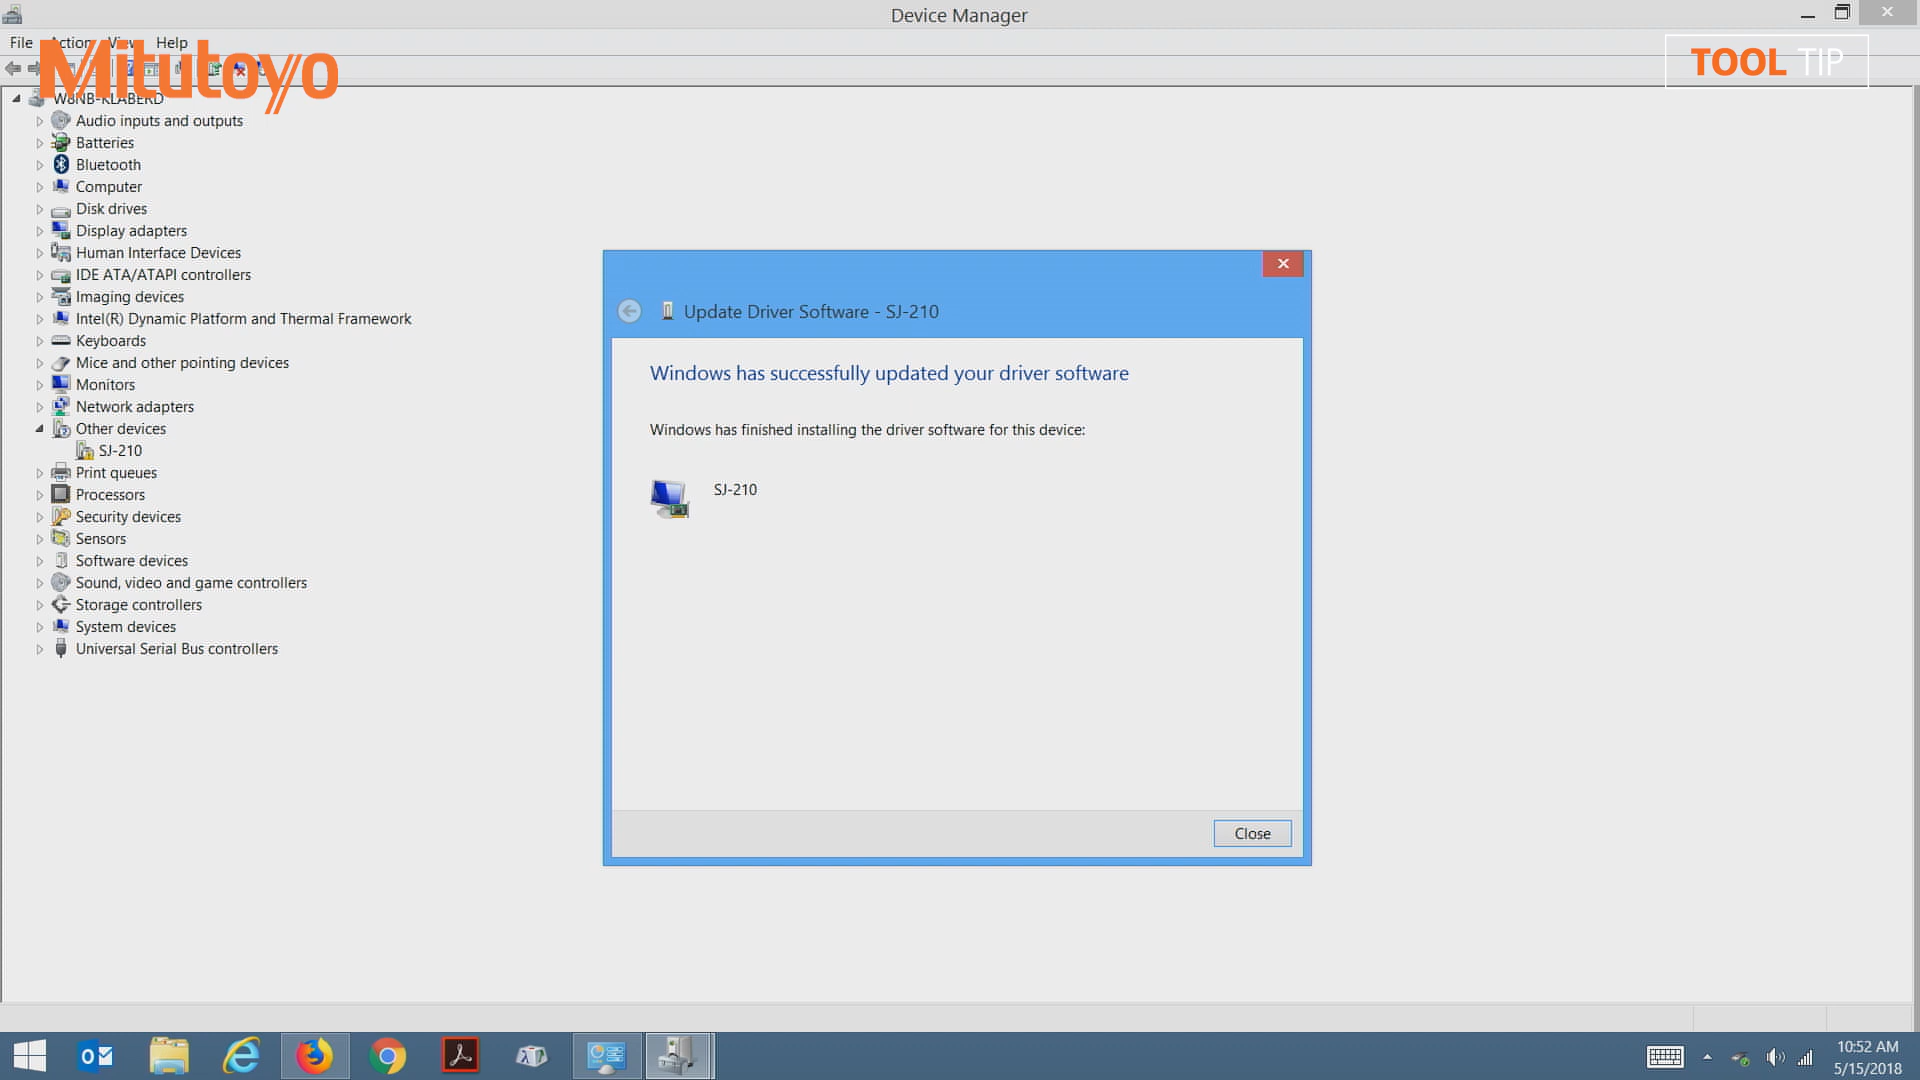 Device Manager
File Action View Help
Mitutoyo
TOOL TIP
W8NB-KLABERD
Audio inputs and outputs
Batteries
Bluetooth
Computer
Disk drives
Display adapters
Human Interface Devices
IDE ATA/ATAPI controllers
Imaging devices
Intel(R) Dynamic Platform and Thermal Framework
Keyboards
Mice and other pointing devices
Monitors
Network adapters
Other devices
SJ-210
Print queues
Processors
Security devices
Sensors
Software devices
Sound, video and game controllers
Storage controllers
System devices
Universal Serial Bus controllers
Update Driver Software - SJ-210
Windows has successfully updated your driver software
Windows has finished installing the driver software for this device:
SJ-210
Close
10:52 AM
5/15/2018